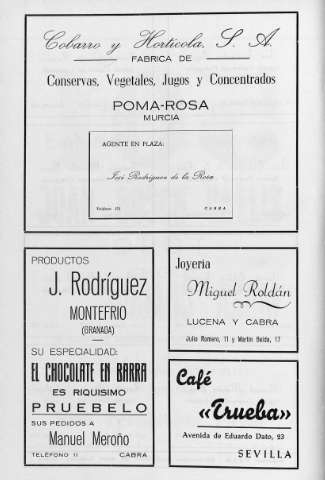 Cobarro y Hortícola, S. A.
FABRICA DE
Conservas, Vegetales, Jugos y Concentrados
POMA-ROSA
MURCIA
AGENTE EN PLAZA:
José Rodríguez de la Rosa
Teléfono 175 CABRA
PRODUCTOS
J. Rodríguez
MONTEFRIO
(GRANADA)
SU ESPECIALIDAD:
EL CHOCOLATE EN BARRA
ES RIQUISIMO
PRUEBELO
SUS PEDIDOS A
Manuel Meroño
TELEFONO 11 CABRA
Joyería
Miguel Roldán
LUCENA Y CABRA
Julio Romero, 11 y Martín Belda, 17
Café
«Trueba»
Avenida de Eduardo Dato, 23
SEVILLA